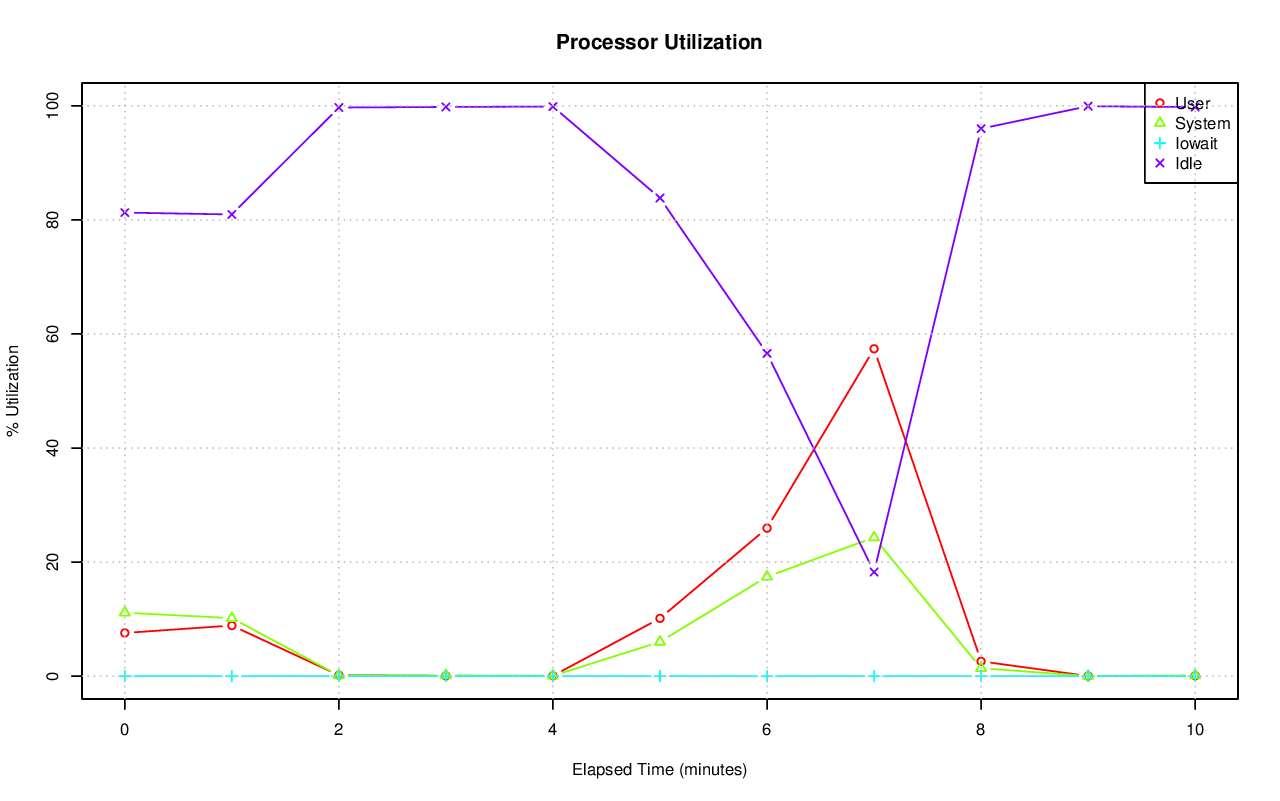 Processor Utilization
100
80
60
40
20
0
% Utilization
User
System
Iowait
Idle
0 2 4 6 8 10
Elapsed Time (minutes)